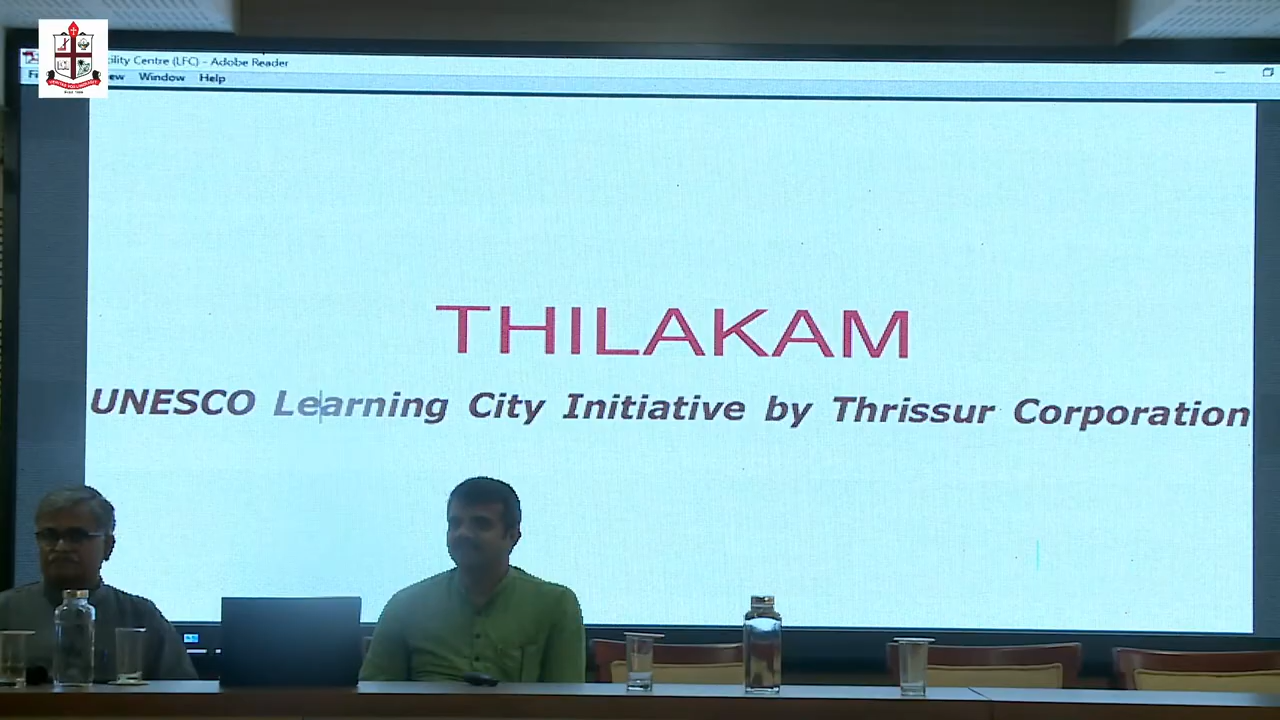 ility Centre (LFC) - Adobe Reader
ew Window Help
THILAKAM
UNESCO Learning City Initiative by Thrissur Corporation